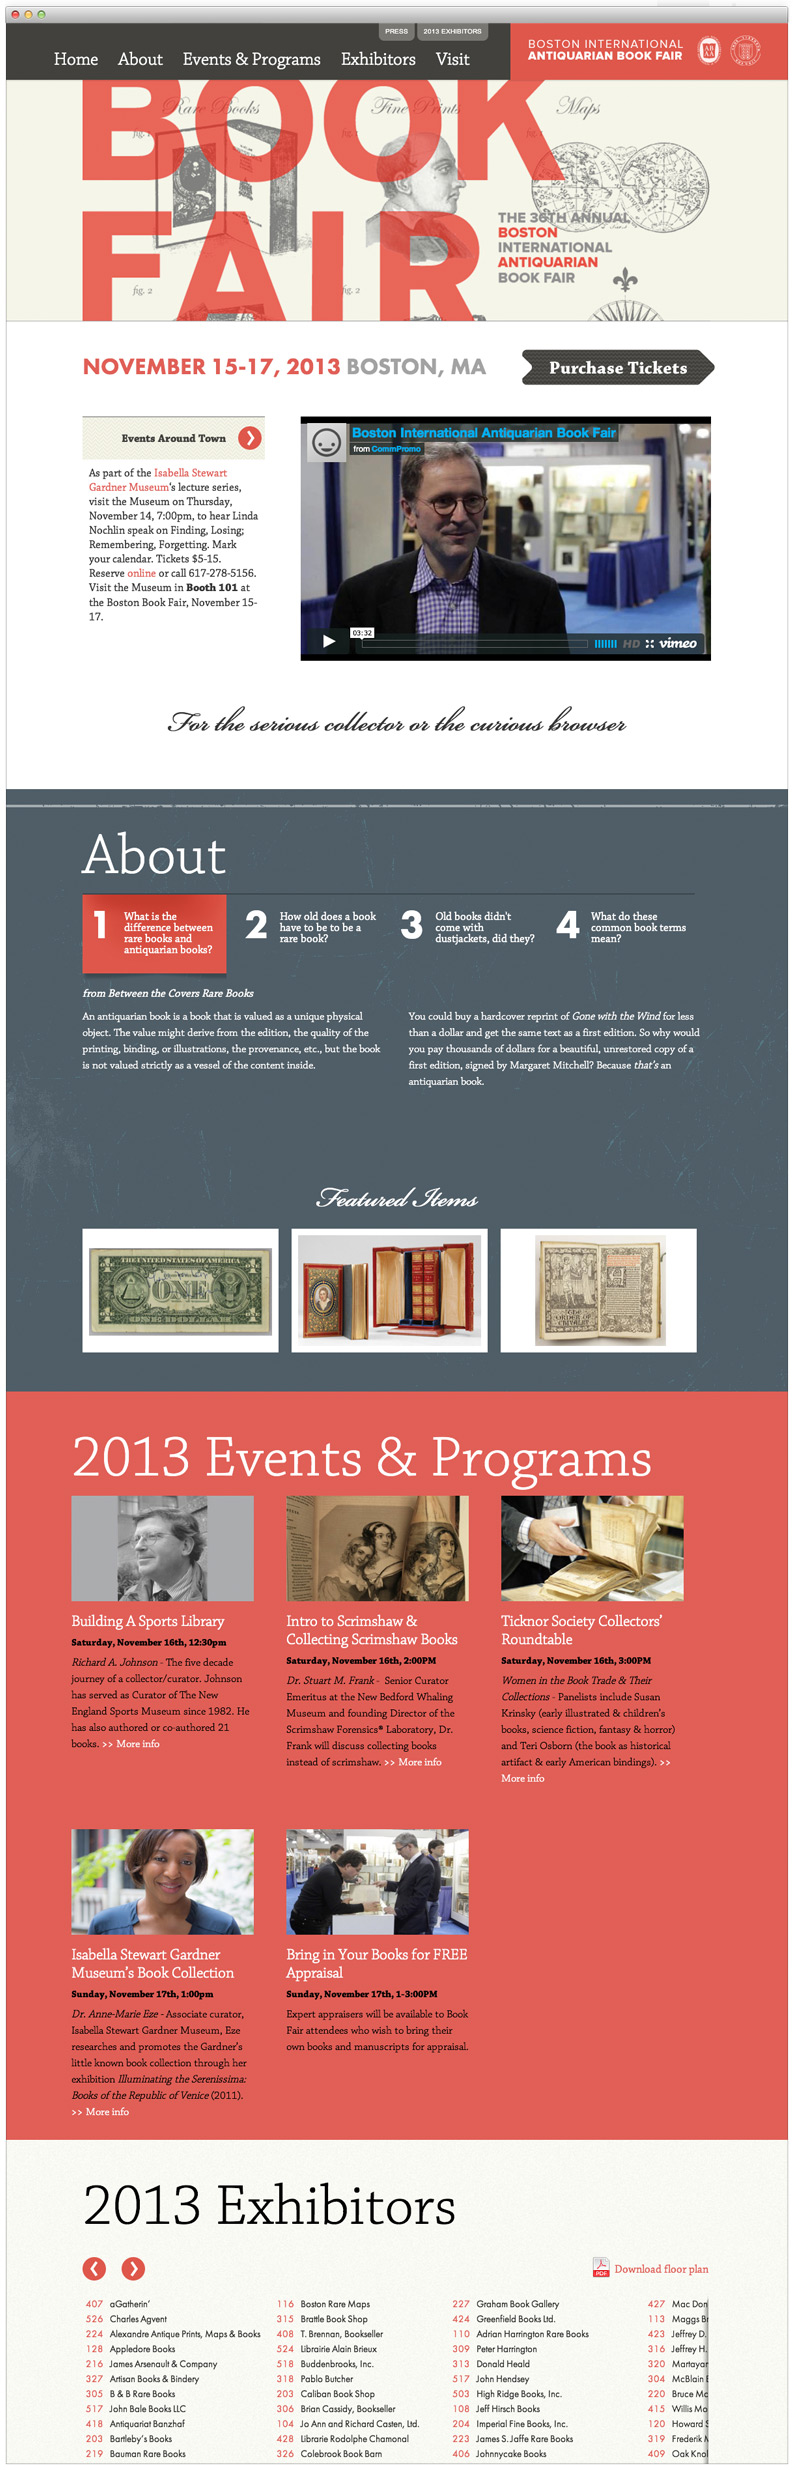 PRESS
2013 EXHIBITORS
Home
About
Events & Programs
Exhibitors
Visit
BOSTON INTERNATIONAL
ANTIQUARIAN BOOK FAIR
BOOK
FAIR
Rare Books
Fine Prints
Maps
fig. 1
THE 36TH ANNUAL
BOSTON
INTERNATIONAL
ANTIQUARIAN
BOOK FAIR
fig. 2
fig. 2
NOVEMBER 15-17, 2013 BOSTON, MA
Purchase Tickets
Events Around Town
As part of the Isabella Stewart
Gardner Museum's lecture series,
visit the Museum on Thursday,
November 14, 7:00pm, to hear Linda
Nochlin speak on Finding, Losing;
Remembering, Forgetting. Mark
your calendar. Tickets $5-15.
Reserve online or call 617-278-5156.
Visit the Museum in Booth 101 at
the Boston Book Fair, November 15-
17.
Boston International Antiquarian Book Fair
from CommPromo
03:32
HD
vimeo
For the serious collector or the curious browser
About
1 What is the
difference between
rare books and
antiquarian books?
2 How old does a book
have to be to be a
rare book?
3 Old books didn't
come with
dustjackets, did they?
4 What do these
common book terms
mean?
from Between the Covers Rare Books
An antiquarian book is a book that is valued as a unique physical
object. The value might derive from the edition, the quality of the
printing, binding, or illustrations, the provenance, etc., but the book
is not valued strictly as a vessel of the content inside.
You could buy a hardcover reprint of Gone with the Wind for less
than a dollar and get the same text as a first edition. So why would
you pay thousands of dollars for a beautiful, unrestored copy of a
first edition, signed by Margaret Mitchell? Because that's an
antiquarian book.
Featured Items
THE UNITED STATES OF AMERICA
ONE
ONE DOLLAR
THE
ORDER OF
CHIVALRY
2013 Events & Programs
Building A Sports Library
Saturday, November 16th, 12:30pm
Richard A. Johnson - The five decade
journey of a collector/curator. Johnson
has served as Curator of The New
England Sports Museum since 1982. He
has also authored or co-authored 21
books. >> More info
Intro to Scrimshaw &
Collecting Scrimshaw Books
Saturday, November 16th, 2:00PM
Dr. Stuart M. Frank - Senior Curator
Emeritus at the New Bedford Whaling
Museum and founding Director of the
Scrimshaw Forensics® Laboratory, Dr.
Frank will discuss collecting books
instead of scrimshaw. >> More info
Ticknor Society Collectors'
Roundtable
Saturday, November 16th, 3:00PM
Women in the Book Trade & Their
Collections - Panelists include Susan
Krinsky (early illustrated & children's
books, science fiction, fantasy & horror)
and Teri Osborn (the book as historical
artifact & early American bindings). >>
More info
Isabella Stewart Gardner
Museum's Book Collection
Sunday, November 17th, 1:00pm
Dr. Anne-Marie Eze - Associate curator,
Isabella Stewart Gardner Museum, Eze
researches and promotes the Gardner's
little known book collection through her
exhibition Illuminating the Serenissima:
Books of the Republic of Venice (2011).
>> More info
Bring in Your Books for FREE
Appraisal
Sunday, November 17th, 1-3:00PM
Expert appraisers will be available to Book
Fair attendees who wish to bring their
own books and manuscripts for appraisal.
2013 Exhibitors
PDF
Download floor plan
407 aGatherin'
526 Charles Agvent
224 Alexandre Antique Prints, Maps & Books
128 Appledore Books
216 James Arsenault & Company
327 Artisan Books & Bindery
305 B & B Rare Books
517 John Bale Books LLC
418 Antiquariat Banzhaf
203 Bartleby's Books
219 Bauman Rare Books
116 Boston Rare Maps
315 Brattle Book Shop
408 T. Brennan, Bookseller
524 Librairie Alain Brieux
518 Buddenbrooks, Inc.
318 Pablo Butcher
203 Caliban Book Shop
306 Brian Cassidy, Bookseller
104 Jo Ann and Richard Casten, Ltd.
428 Librarie Rodolphe Chamonal
326 Colebrook Book Barn
227 Graham Book Gallery
424 Greenfield Books Ltd.
110 Adrian Harrington Rare Books
309 Peter Harrington
313 Donald Heald
517 John Hendsey
503 High Ridge Books, Inc.
108 Jeff Hirsch Books
204 Imperial Fine Books, Inc.
223 James S. Jaffe Rare Books
406 Johnnycake Books
427 Mac Don
113 Maggs Br
423 Jeffrey D.
316 Jeffrey H.
320 Martayar
304 McBlain B
220 Bruce Mc
415 Willis Mo
120 Howard S
319 Frederik M
409 Oak Knol